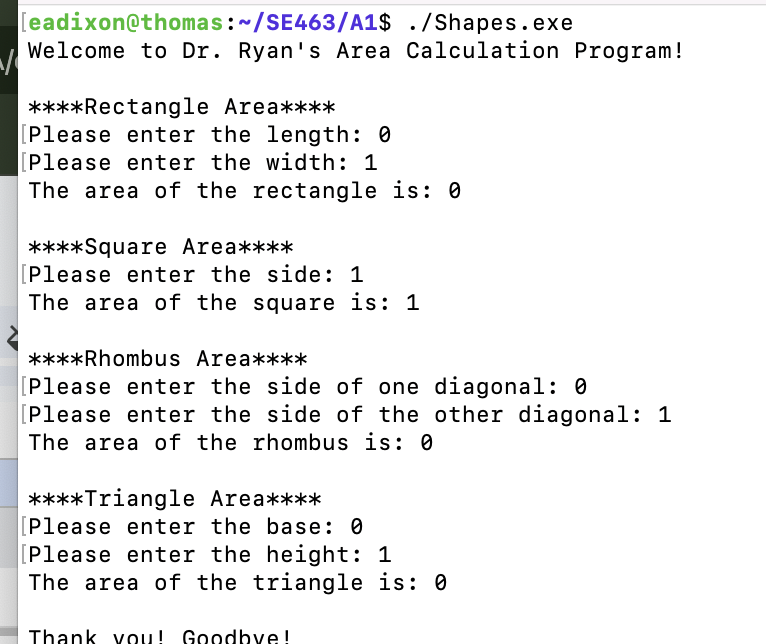 [eadixon@thomas:~/SE463/A1$ ./Shapes.exe
Welcome to Dr. Ryan's Area Calculation Program!

****Rectangle Area****
[Please enter the length: 0
[Please enter the width: 1
The area of the rectangle is: 0

****Square Area****
[Please enter the side: 1
The area of the square is: 1

****Rhombus Area****
[Please enter the side of one diagonal: 0
[Please enter the side of the other diagonal: 1
The area of the rhombus is: 0

****Triangle Area****
[Please enter the base: 0
[Please enter the height: 1
The area of the triangle is: 0

Thank you! Goodbye!